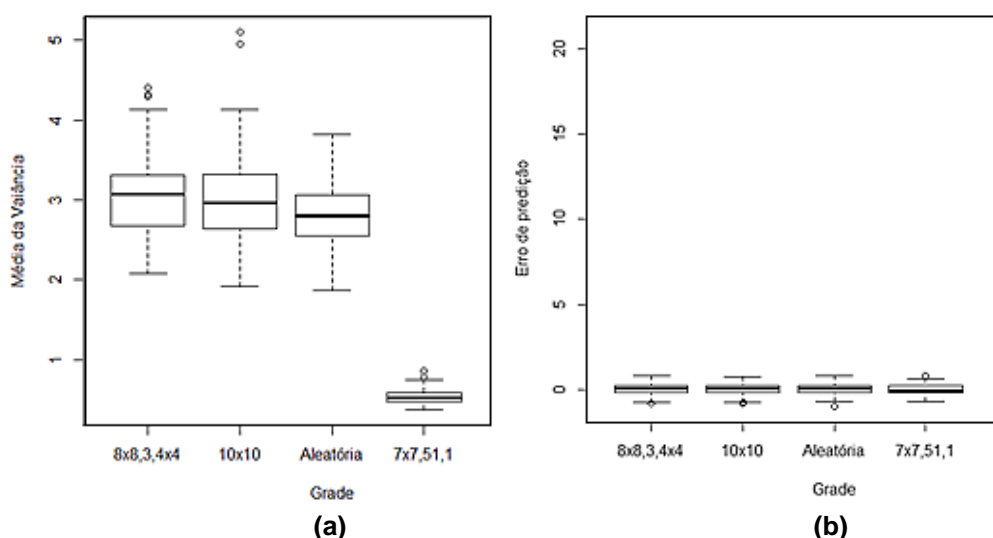 Média da Vaiância
5
4
3
2
1
8x8,3,4x4 10x10 Aleatória 7x7,51,1
Grade
(a)
Erro de predição
20
15
10
5
0
8x8,3,4x4 10x10 Aleatória 7x7,51,1
Grade
(b)